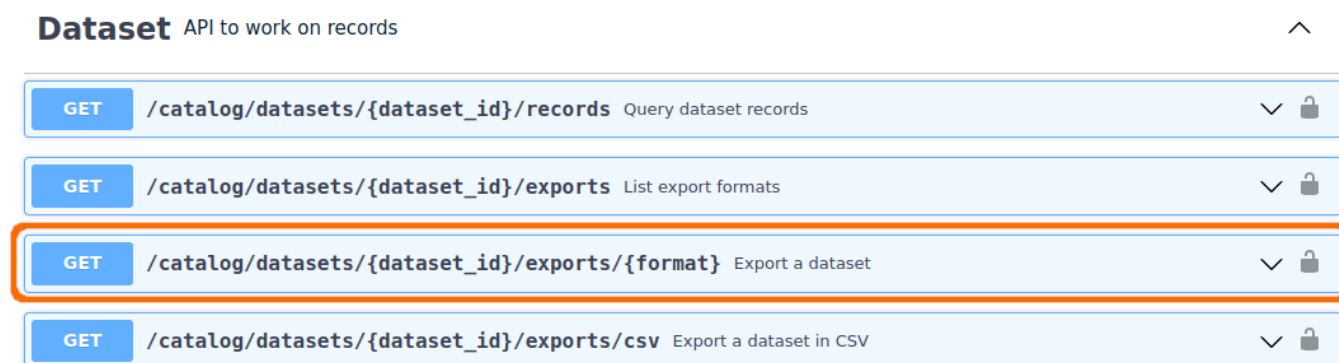 Dataset API to work on records
GET /catalog/datasets/{dataset_id}/records Query dataset records
GET /catalog/datasets/{dataset_id}/exports List export formats
GET /catalog/datasets/{dataset_id}/exports/{format} Export a dataset
GET /catalog/datasets/{dataset_id}/exports/csv Export a dataset in CSV